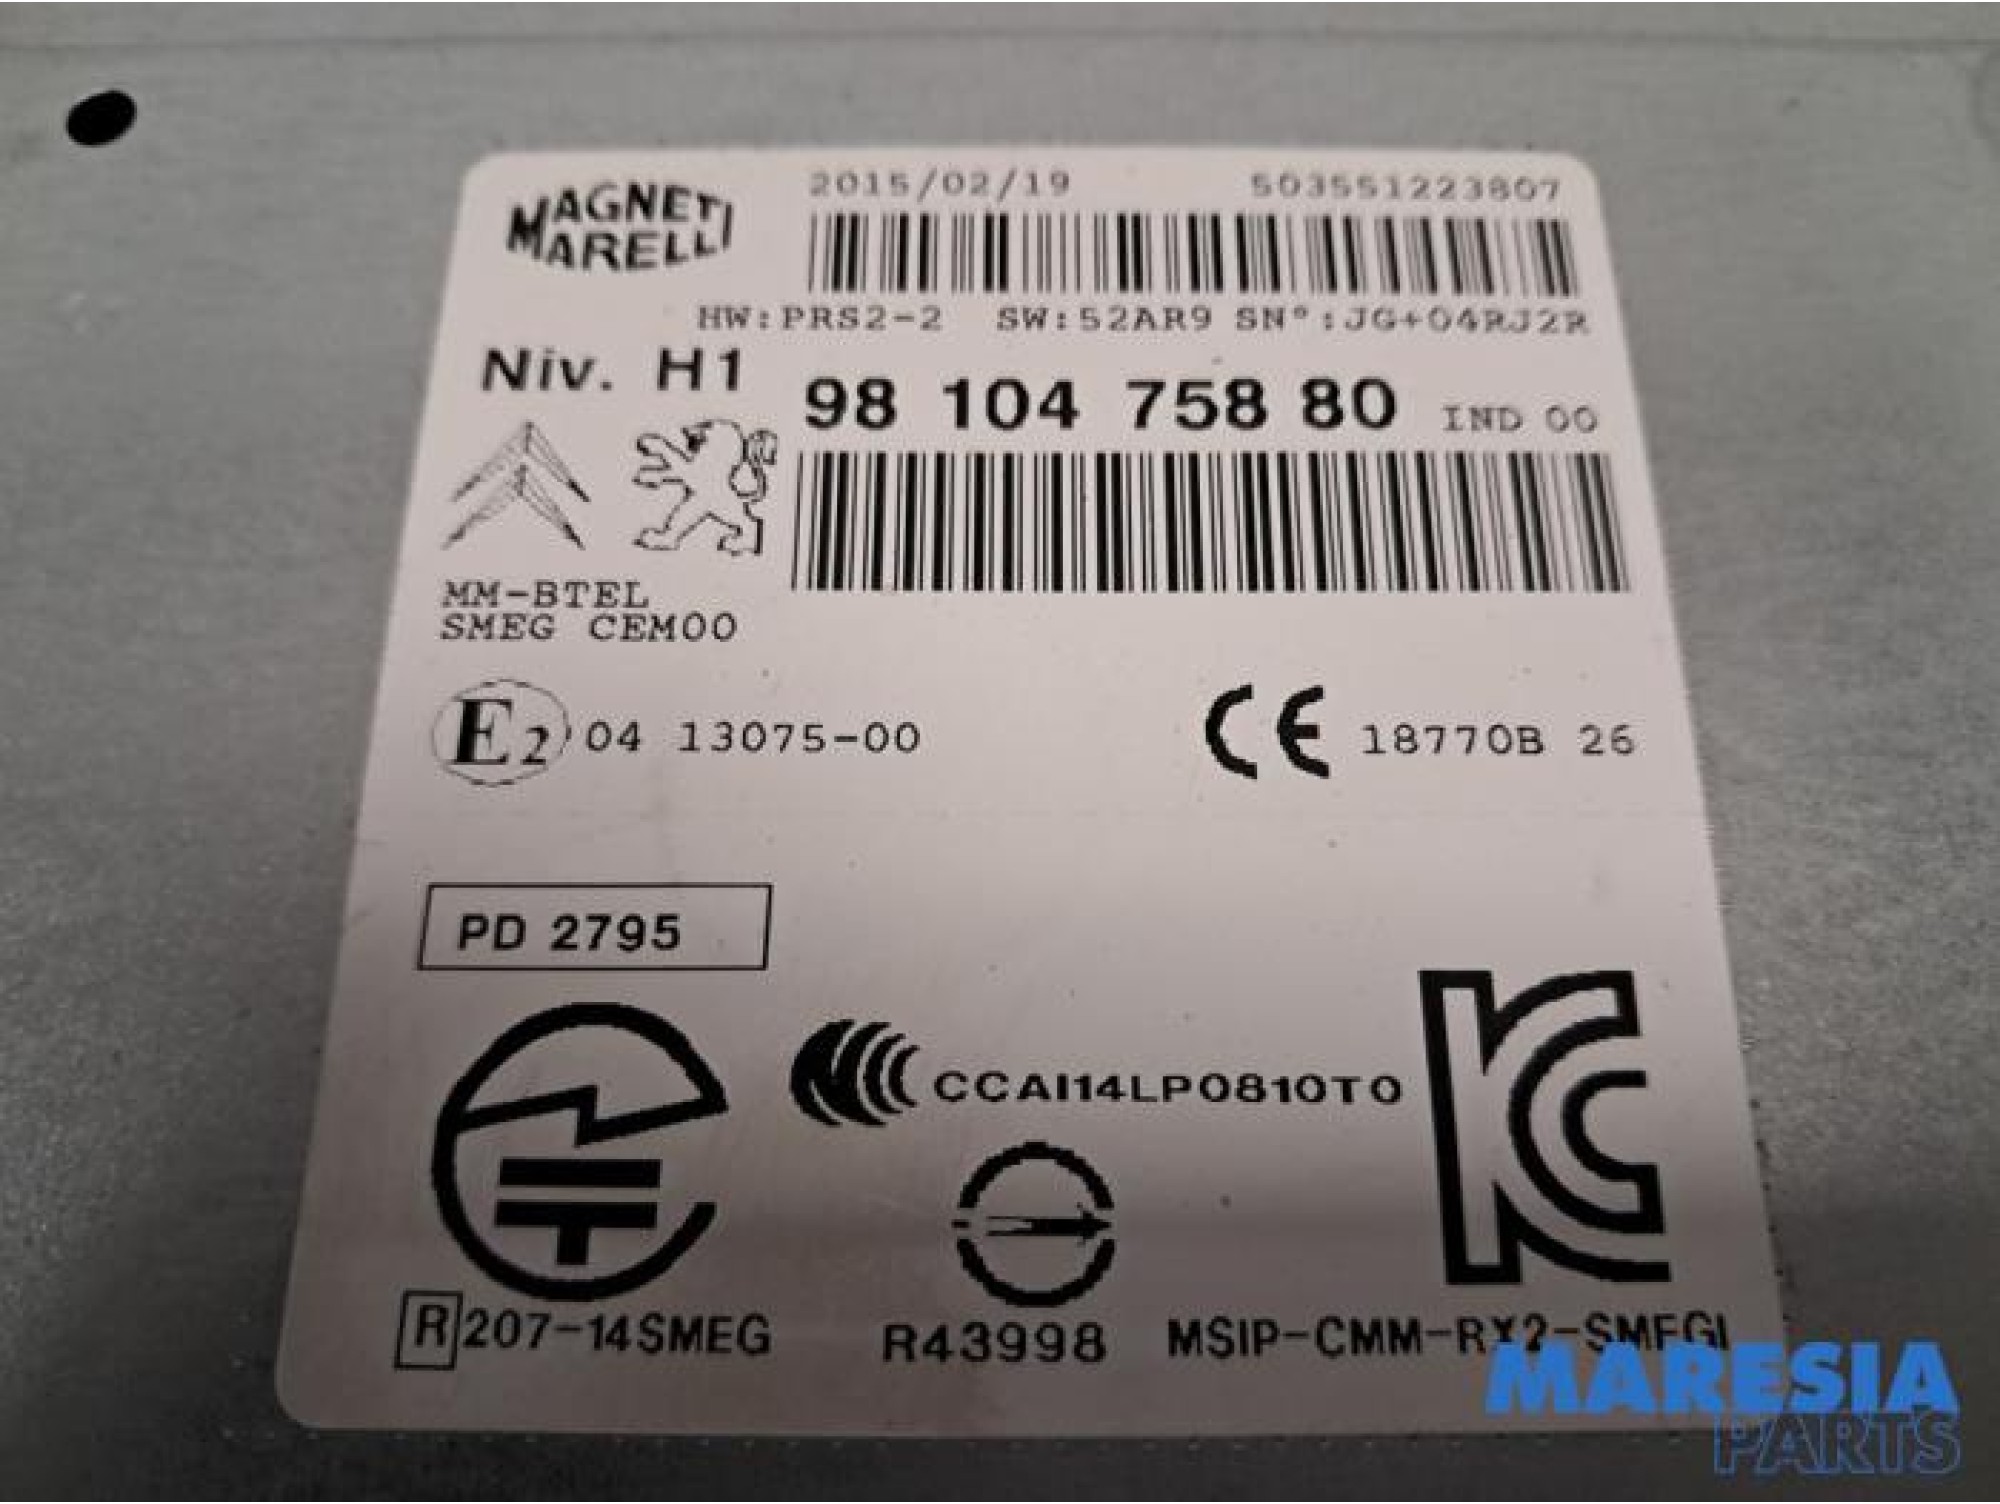 MAGNETI
MARELLI
2015/02/19 503551223807
HW:PRS2-2 SW:52AR9 SN°:JG+04RJ2R
Niv. H1
98 104 758 80 IND 00
MM-BTEL
SMEG CEM00
E2 04 13075-00
CE 18770B 26
PD 2795
CCAI14LP0810T0
R 207-14SMEG
R43998
MSIP-CMM-RX2-SMEGI
MARESIA
PARTS